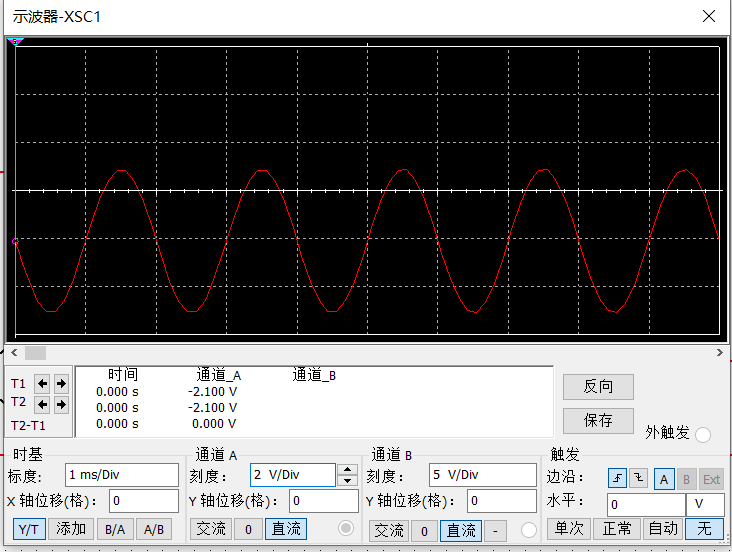 示波器-XSC1
时间 通道_A 通道_B
T1 0.000 s -2.100 V
T2 0.000 s -2.100 V
T2-T1 0.000 s 0.000 V
反向
保存
外触发
时基 通道 A 通道 B 触发
标度: 1 ms/Div 刻度: 2 V/Div 刻度: 5 V/Div 边沿: A B Ext
X 轴位移(格): 0 Y 轴位移(格): 0 Y 轴位移(格): 0 水平: 0 V
Y/T 添加 B/A A/B 交流 0 直流 交流 0 直流 - 单次 正常 自动 无